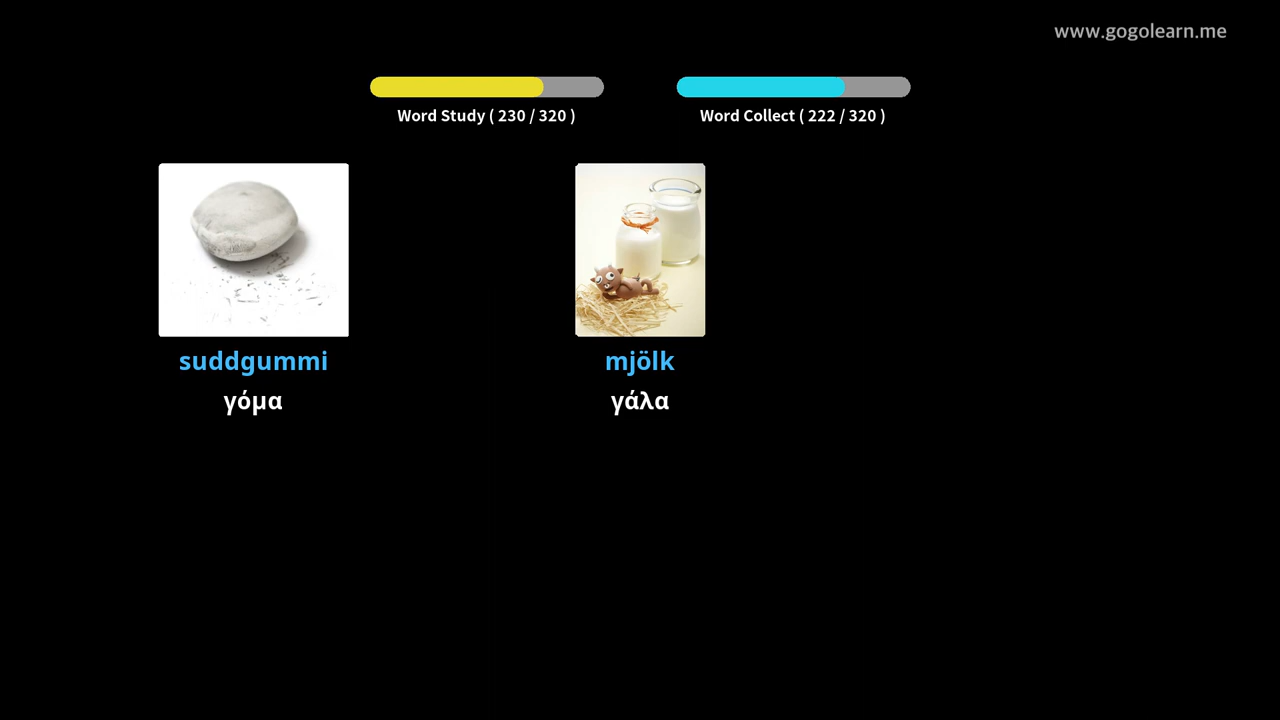 www.gogolearn.me
Word Study ( 230 / 320 )
Word Collect ( 222 / 320 )
suddgummi
γόμα
mjölk
γάλα